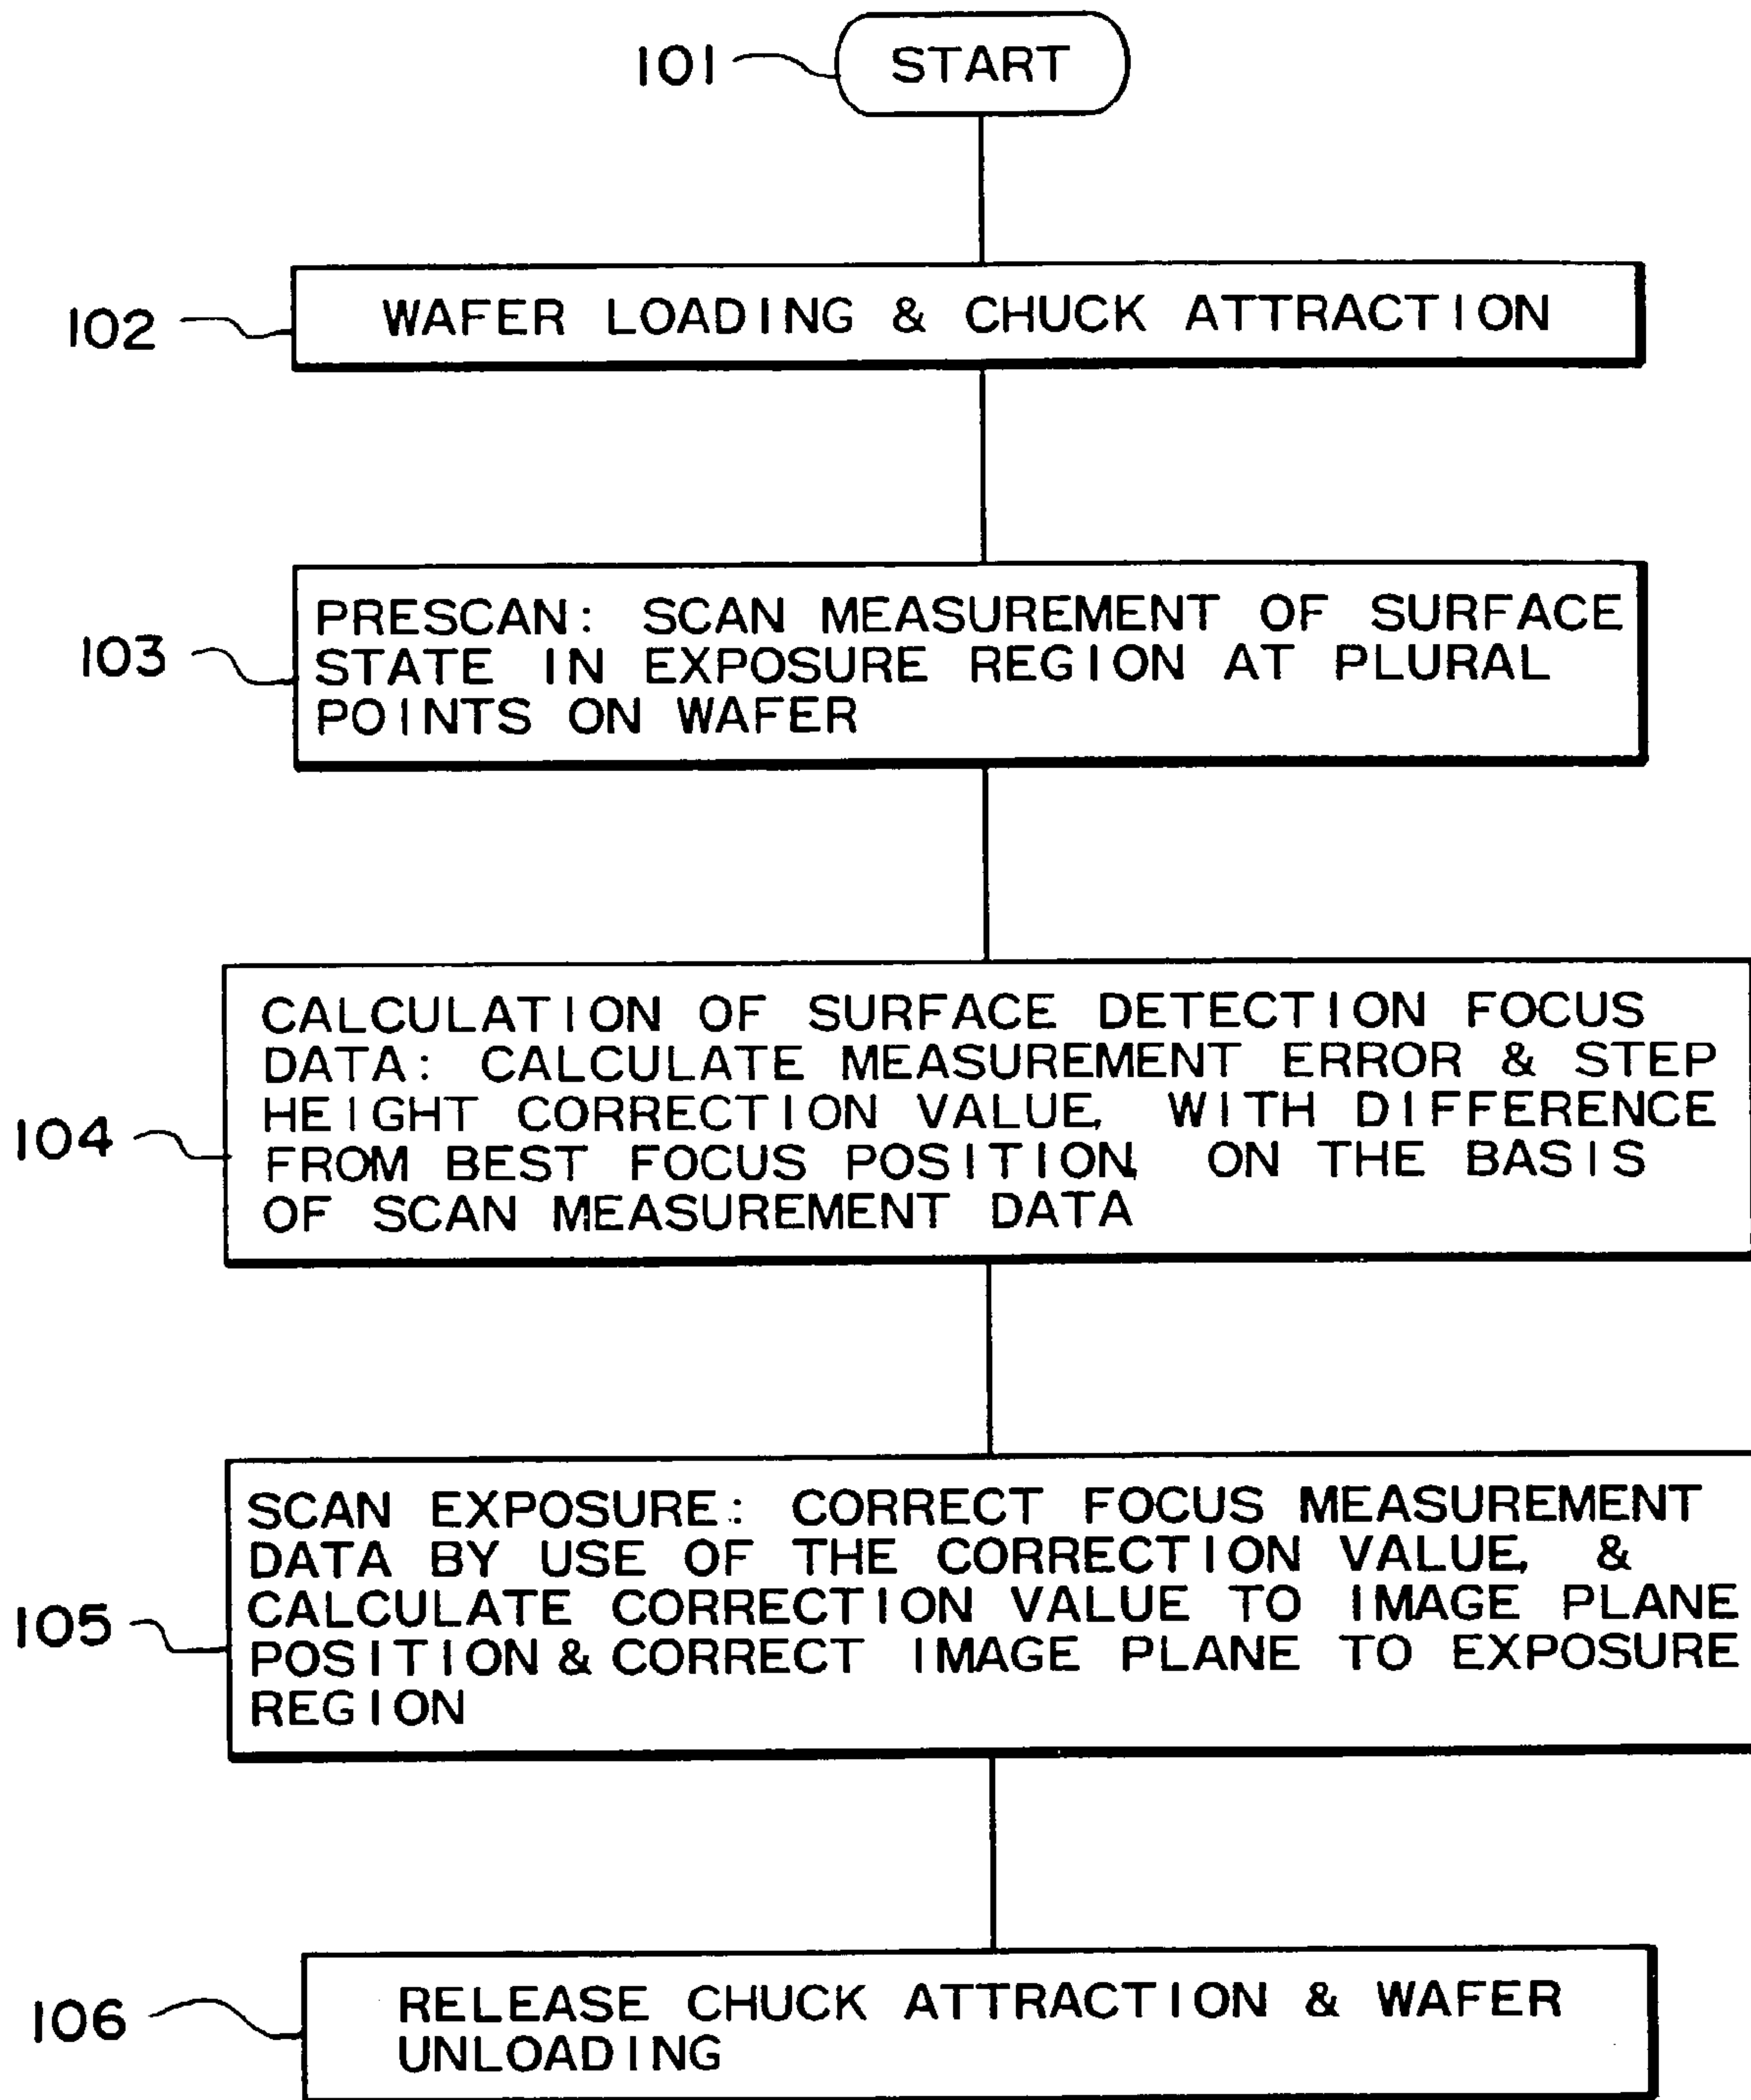 101
START
102
WAFER LOADING & CHUCK ATTRACTION
103
PRESCAN: SCAN MEASUREMENT OF SURFACE
STATE IN EXPOSURE REGION AT PLURAL
POINTS ON WAFER
104
CALCULATION OF SURFACE DETECTION FOCUS
DATA: CALCULATE MEASUREMENT ERROR & STEP
HEIGHT CORRECTION VALUE, WITH DIFFERENCE
FROM BEST FOCUS POSITION, ON THE BASIS
OF SCAN MEASUREMENT DATA
105
SCAN EXPOSURE: CORRECT FOCUS MEASUREMENT
DATA BY USE OF THE CORRECTION VALUE, &
CALCULATE CORRECTION VALUE TO IMAGE PLANE
POSITION & CORRECT IMAGE PLANE TO EXPOSURE
REGION
106
RELEASE CHUCK ATTRACTION & WAFER
UNLOADING